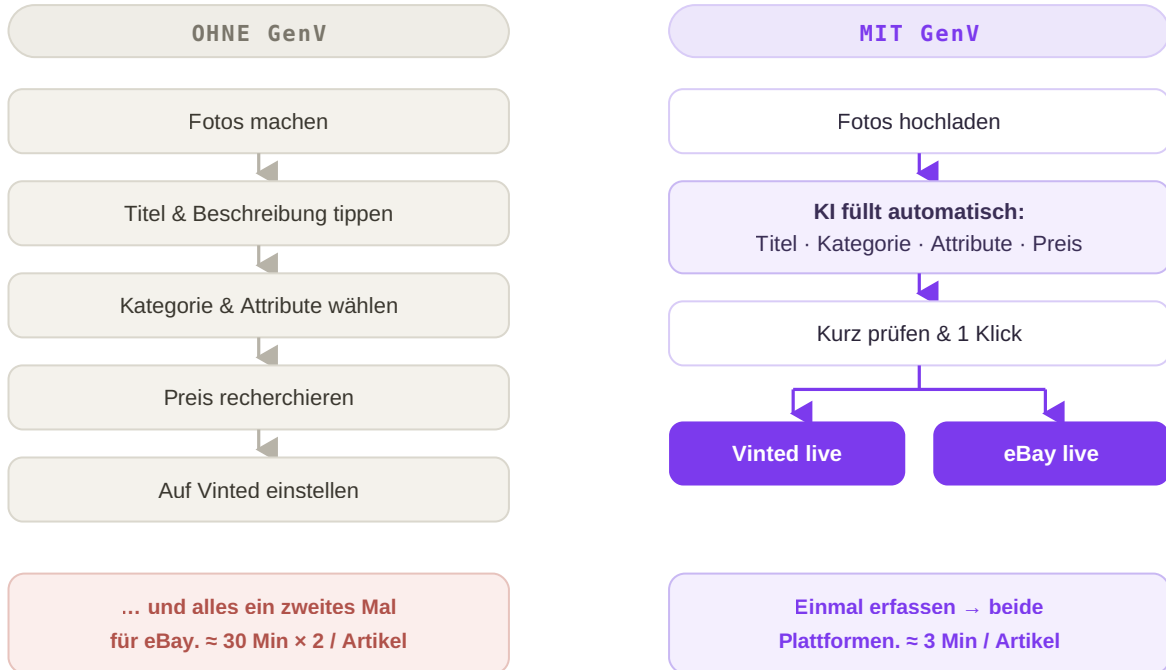 OHNE GenV
Fotos machen
Titel & Beschreibung tippen
Kategorie & Attribute wählen
Preis recherchieren
Auf Vinted einstellen
… und alles ein zweites Mal
für eBay. ≈ 30 Min × 2 / Artikel
MIT GenV
Fotos hochladen
KI füllt automatisch:
Titel · Kategorie · Attribute · Preis
Kurz prüfen & 1 Klick
Vinted live
eBay live
Einmal erfassen → beide
Plattformen. ≈ 3 Min / Artikel